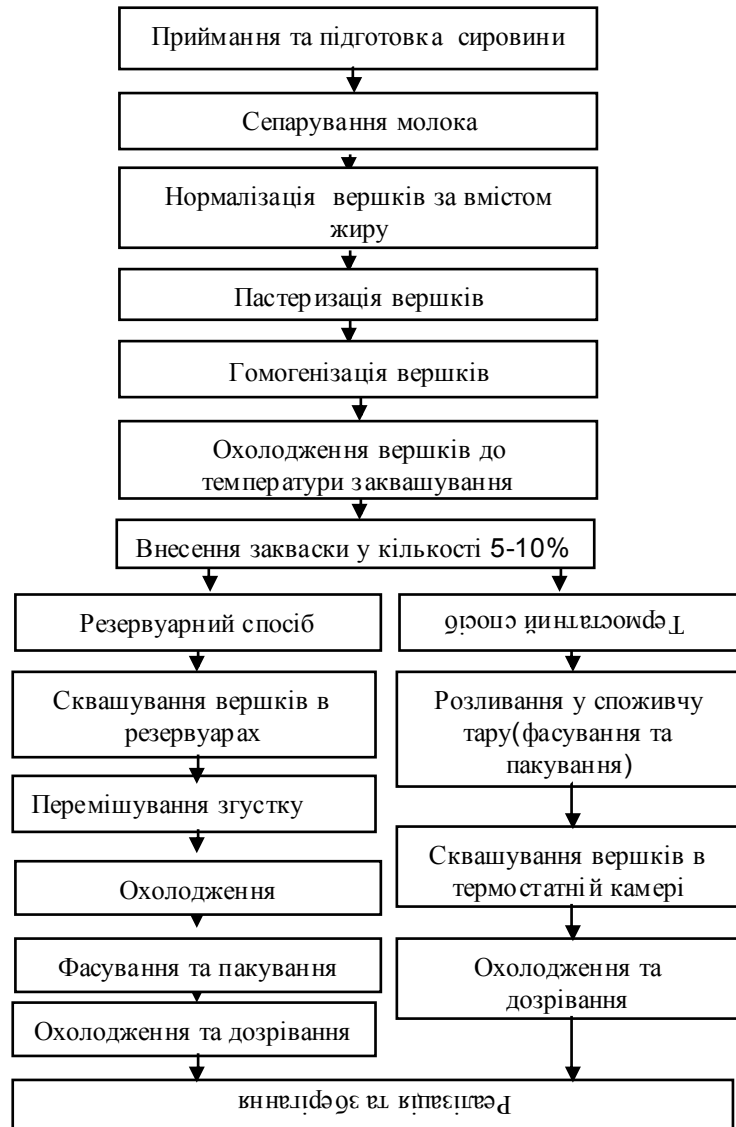 Приймання та підготовка сировини
Сепарування молока
Нормалізація вершків за вмістом
жиру
Пастеризація вершків
Гомогенізація вершків
Охолодження вершків до
температури заквашування
Внесення закваски у кількості 5-10%
Резервуарний спосіб
Термостатний спосіб
Сквашування вершків в
резервуарах
Розливання у споживчу
тару(фасування та
пакування)
Перемішування згустку
Сквашування вершків в
термостатній камері
Охолодження
Фасування та пакування
Охолодження та
дозрівання
Охолодження та дозрівання
Реалізація та зберігання